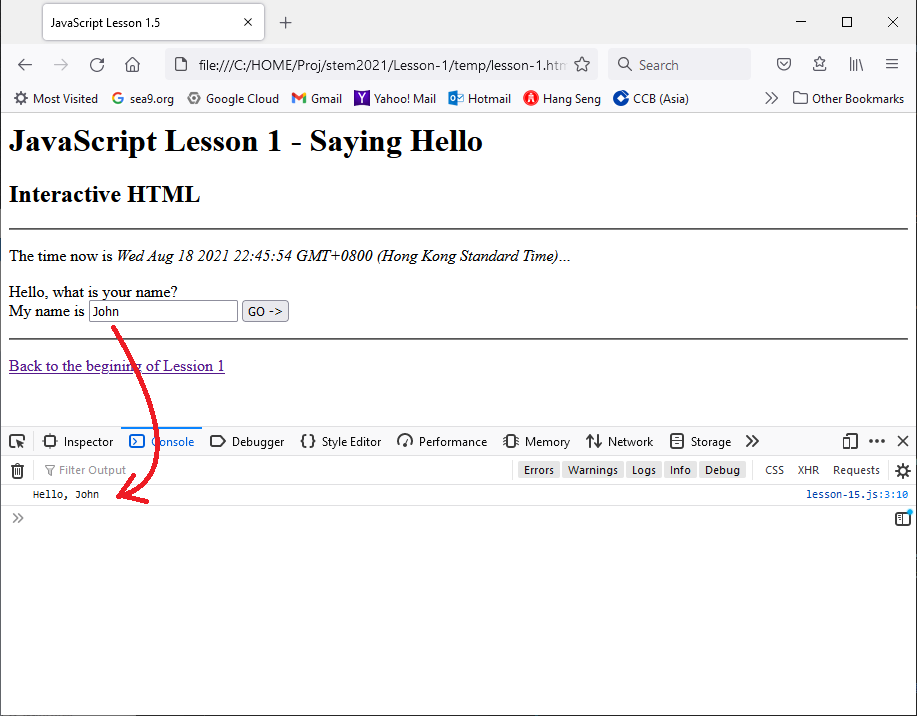 JavaScript Lesson 1.5
file:///C:/HOME/Proj/stem2021/Lesson-1/temp/lesson-1.htm
Search
Most Visited sea9.org Google Cloud Gmail Yahoo! Mail Hotmail Hang Seng CCB (Asia) Other Bookmarks
JavaScript Lesson 1 - Saying Hello
Interactive HTML
The time now is Wed Aug 18 2021 22:45:54 GMT+0800 (Hong Kong Standard Time)...
Hello, what is your name?
My name is John GO ->
Back to the begining of Lession 1
Inspector Console Debugger Style Editor Performance Memory Network Storage
Filter Output Errors Warnings Logs Info Debug CSS XHR Requests
Hello, John lesson-15.js:3:10